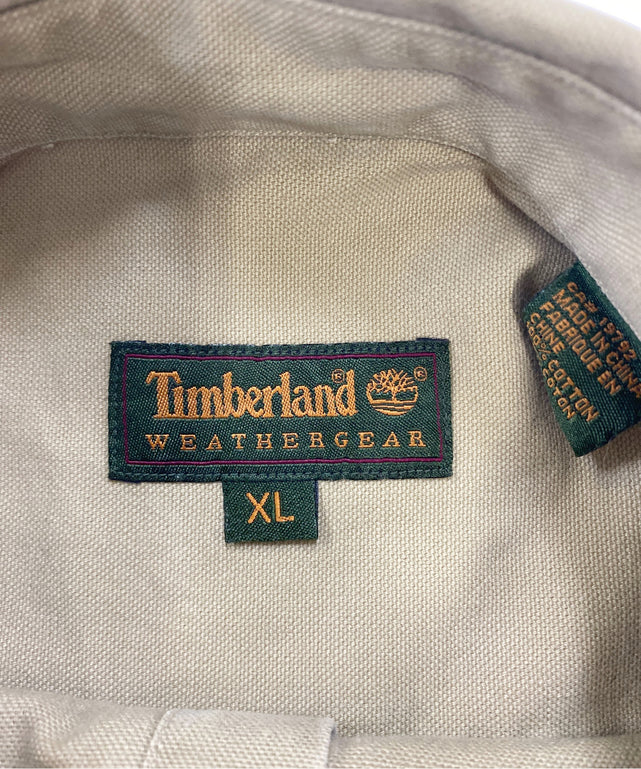 Timberland®
WEATHERGEAR
XL
MADE IN CHINA
FABRIQUE EN
CHINE
COTTON